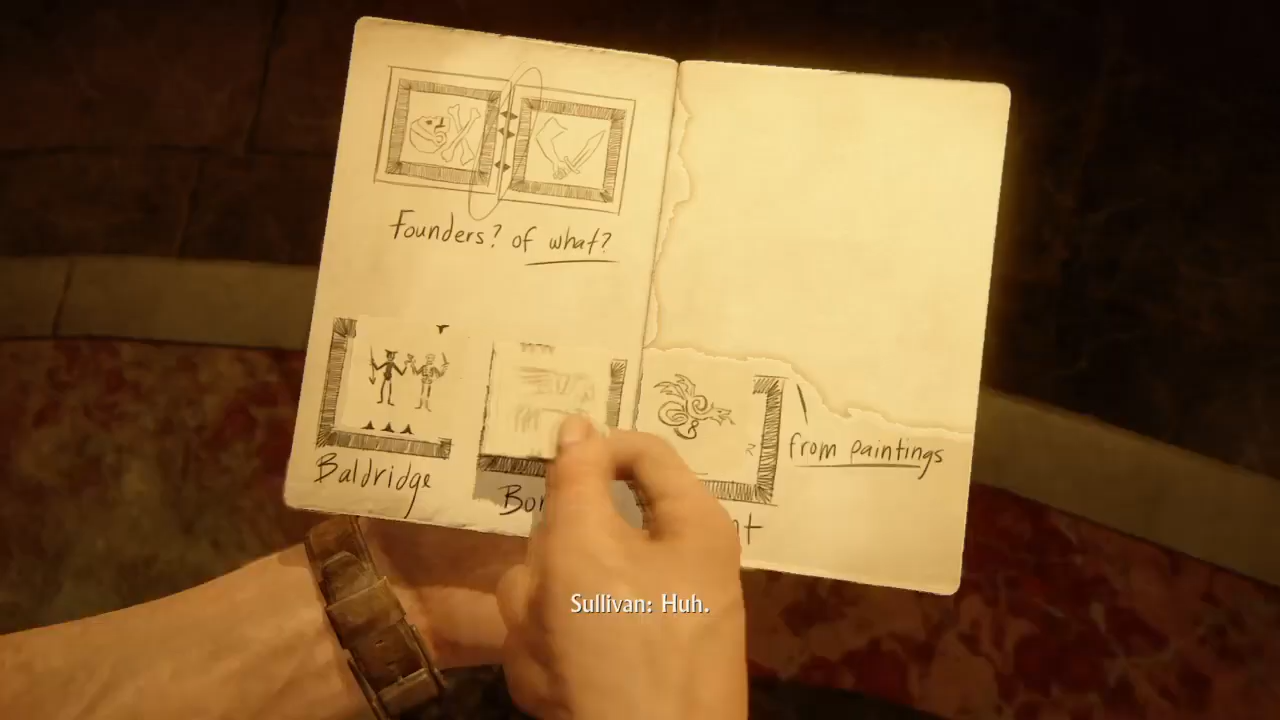 Founders? of what?
from paintings
Baldridge
Sullivan: Huh.